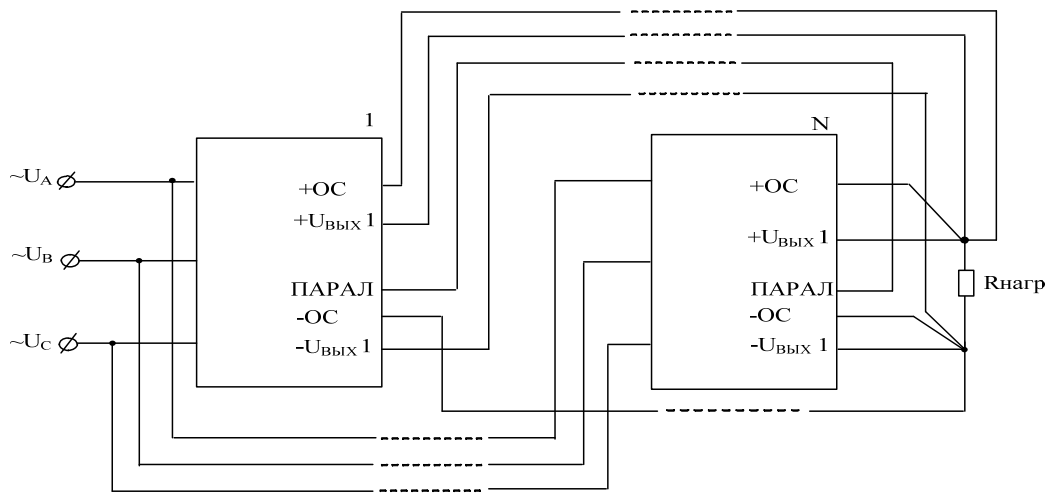 1
N
~UA
~UB
~UC
+ОС
+UВЫХ 1
ПАРАЛ
-ОС
-UВЫХ 1
+ОС
+UВЫХ 1
ПАРАЛ
-ОС
-UВЫХ 1
Rнагр